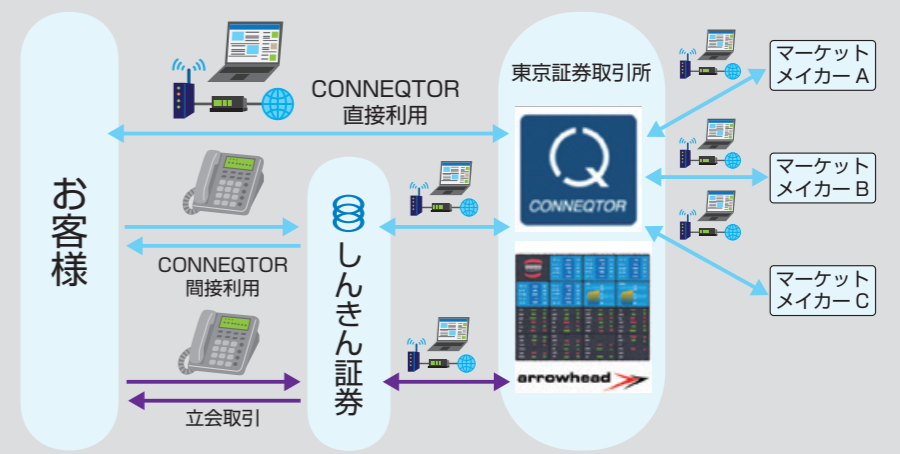 お客様
CONNEQTOR
直接利用
CONNEQTOR
間接利用
立会取引
しんきん証券
東京証券取引所
CONNEQTOR
arrowhead
マーケット
メイカー A
マーケット
メイカー B
マーケット
メイカー C